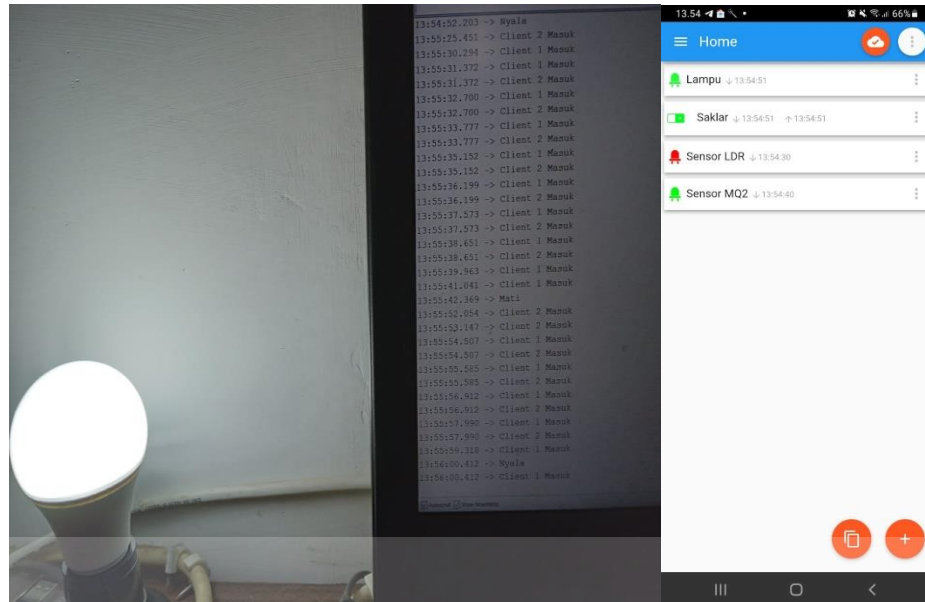 13:54:52.203 -> Nyala
13:55:25.451 -> Client 2 Masuk
13:55:30.294 -> Client 1 Masuk
13:55:31.372 -> Client 1 Masuk
13:55:31.372 -> Client 2 Masuk
13:55:32.700 -> Client 1 Masuk
13:55:32.700 -> Client 2 Masuk
13:55:33.777 -> Client 1 Masuk
13:55:33.777 -> Client 2 Masuk
13:55:35.152 -> Client 1 Masuk
13:55:35.152 -> Client 2 Masuk
13:55:36.199 -> Client 1 Masuk
13:55:36.199 -> Client 2 Masuk
13:55:37.573 -> Client 1 Masuk
13:55:37.573 -> Client 2 Masuk
13:55:38.651 -> Client 1 Masuk
13:55:38.651 -> Client 2 Masuk
13:55:39.963 -> Client 1 Masuk
13:55:41.041 -> Client 1 Masuk
13:55:42.369 -> Mati
13:55:52.054 -> Client 2 Masuk
13:55:53.147 -> Client 2 Masuk
13:55:54.507 -> Client 1 Masuk
13:55:54.507 -> Client 2 Masuk
13:55:55.585 -> Client 1 Masuk
13:55:55.585 -> Client 2 Masuk
13:55:56.912 -> Client 1 Masuk
13:55:56.912 -> Client 2 Masuk
13:55:57.990 -> Client 1 Masuk
13:55:57.990 -> Client 2 Masuk
13:55:59.318 -> Client 1 Masuk
13:56:00.412 -> Nyala
13:56:00.412 -> Client 1 Masuk
13.54 66%
Home
Lampu ↓ 13:54:51
Saklar ↓ 13:54:51 ↑ 13:54:51
Sensor LDR ↓ 13:54:30
Sensor MQ2 ↓ 13:54:40